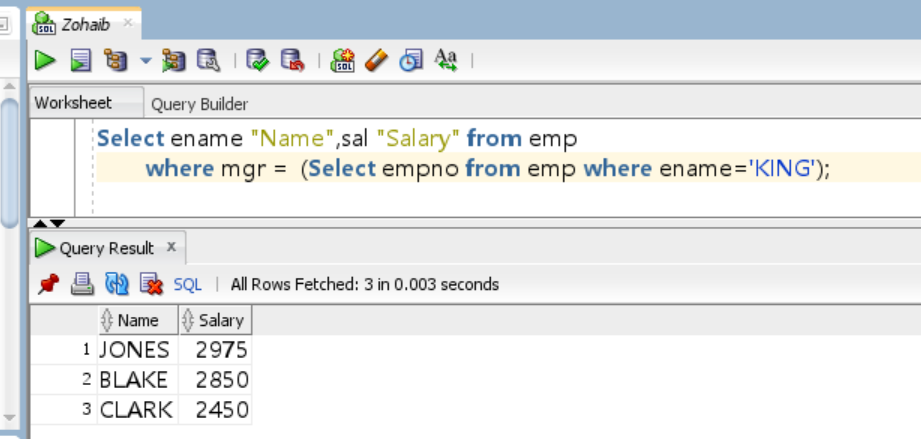 Zohaib
Worksheet Query Builder
Select ename "Name",sal "Salary" from emp
where mgr = (Select empno from emp where ename='KING');
Query Result x
SQL | All Rows Fetched: 3 in 0.003 seconds
Name Salary
1 JONES 2975
2 BLAKE 2850
3 CLARK 2450